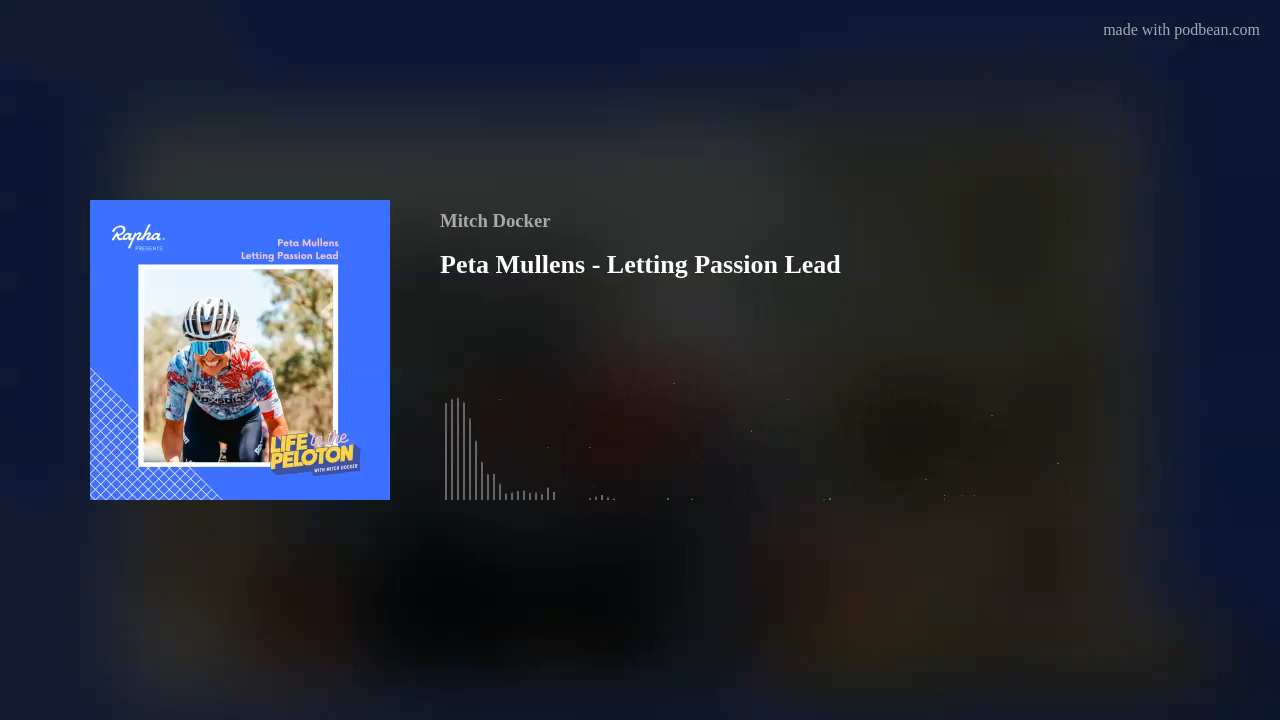 made with podbean.com
Mitch Docker
Peta Mullens - Letting Passion Lead
Rapha
PRESENTS
Peta Mullens
Letting Passion Lead
LIFE in the
PELOTON
WITH MITCH DOCKER